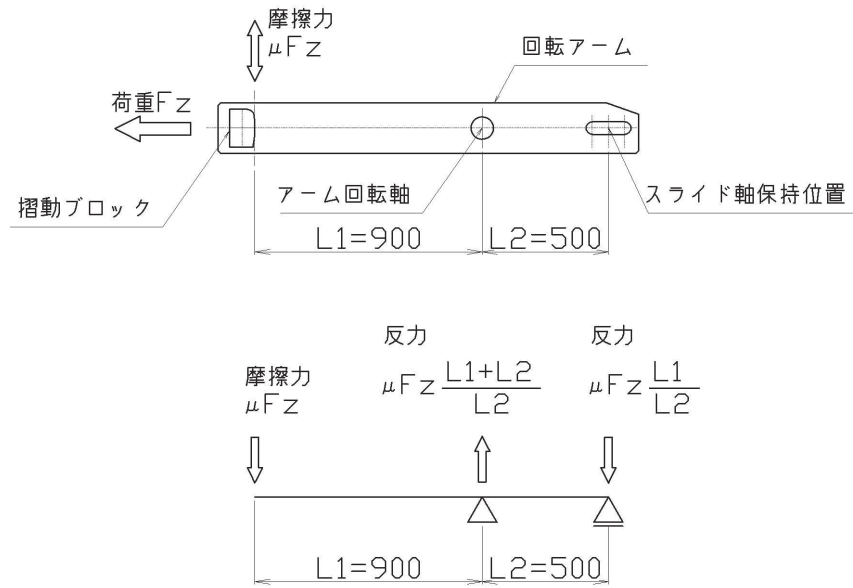 摩擦力
μFz
回転アーム
荷重Fz
摺動ブロック
アーム回転軸
スライド軸保持位置
L1=900
L2=500
反力
反力
摩擦力
μFz
μFz L1+L2/L2
μFz L1/L2
L1=900
L2=500